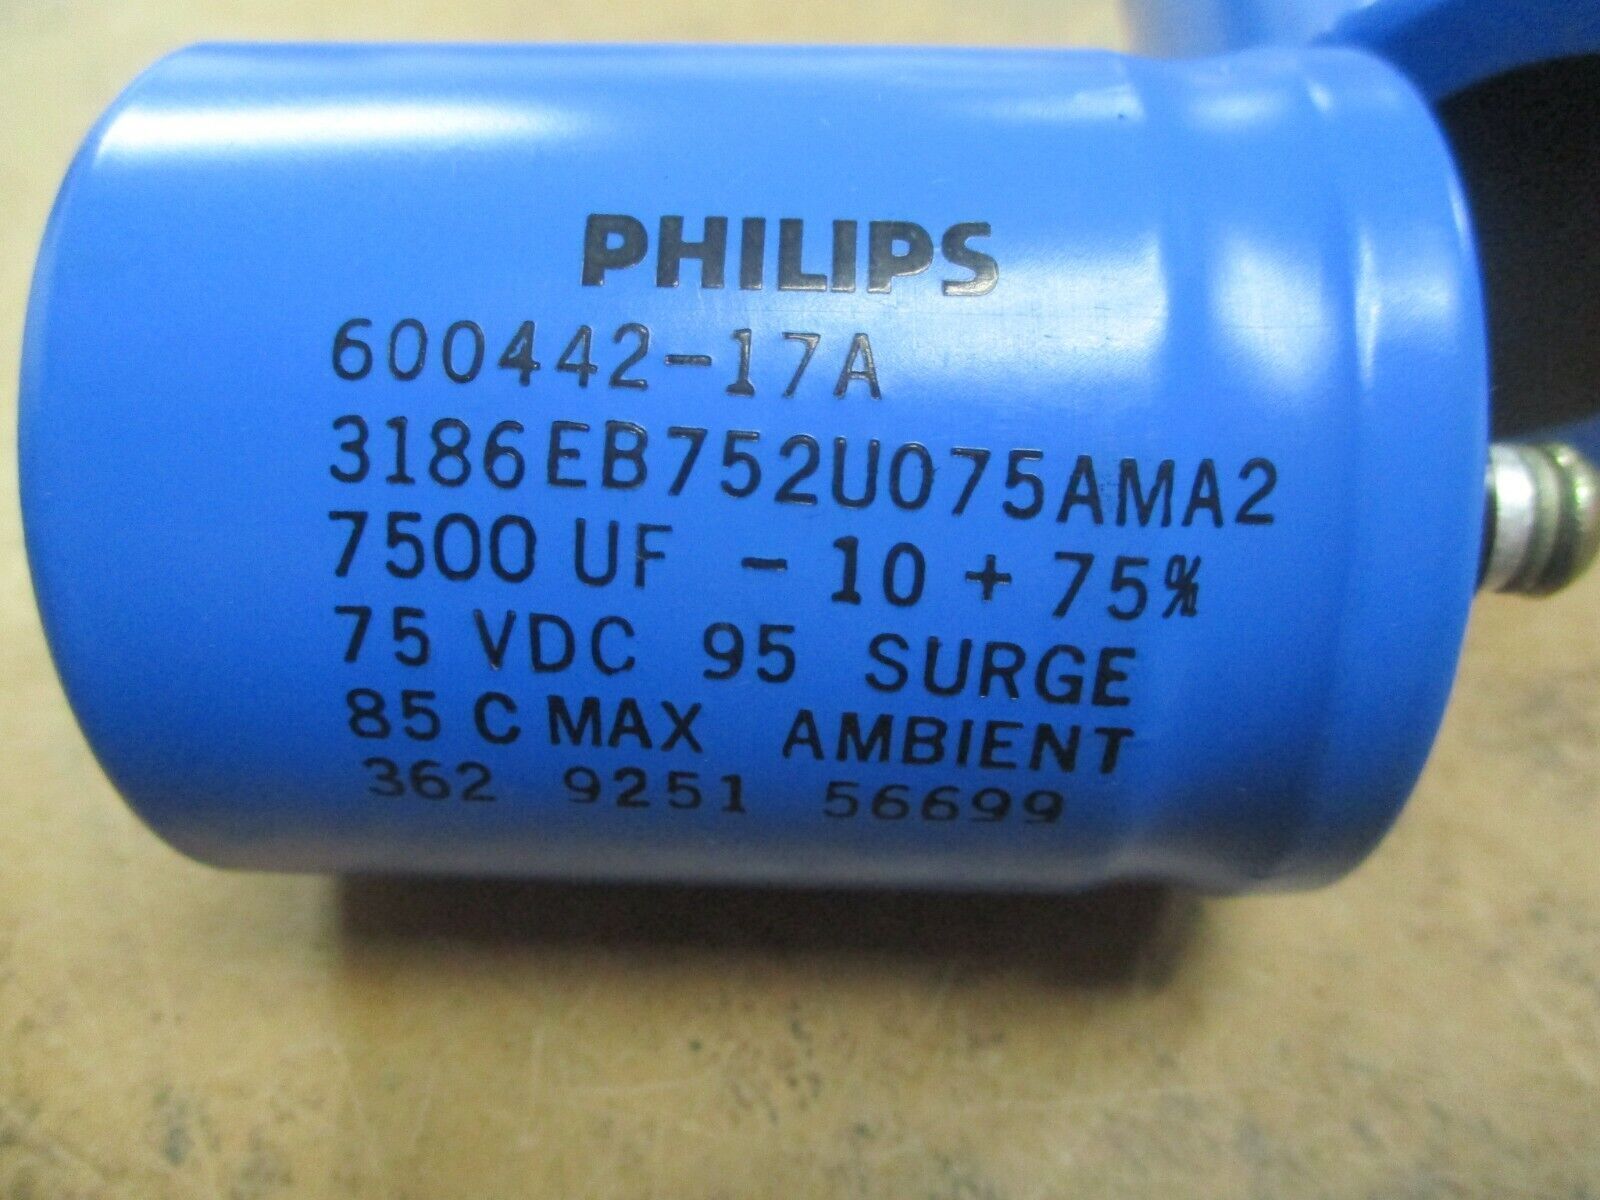 PHILIPS
600442-17A
3186EB752U075AMA2
7500 UF - 10 + 75%
75 VDC 95 SURGE
85 C MAX AMBIENT
362 9251 56699